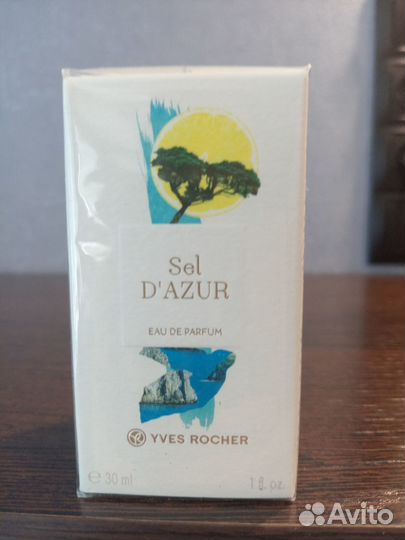 Sel
D'AZUR
EAU DE PARFUM
YVES ROCHER
℮ 30 ml 1 fl. oz.
Avito